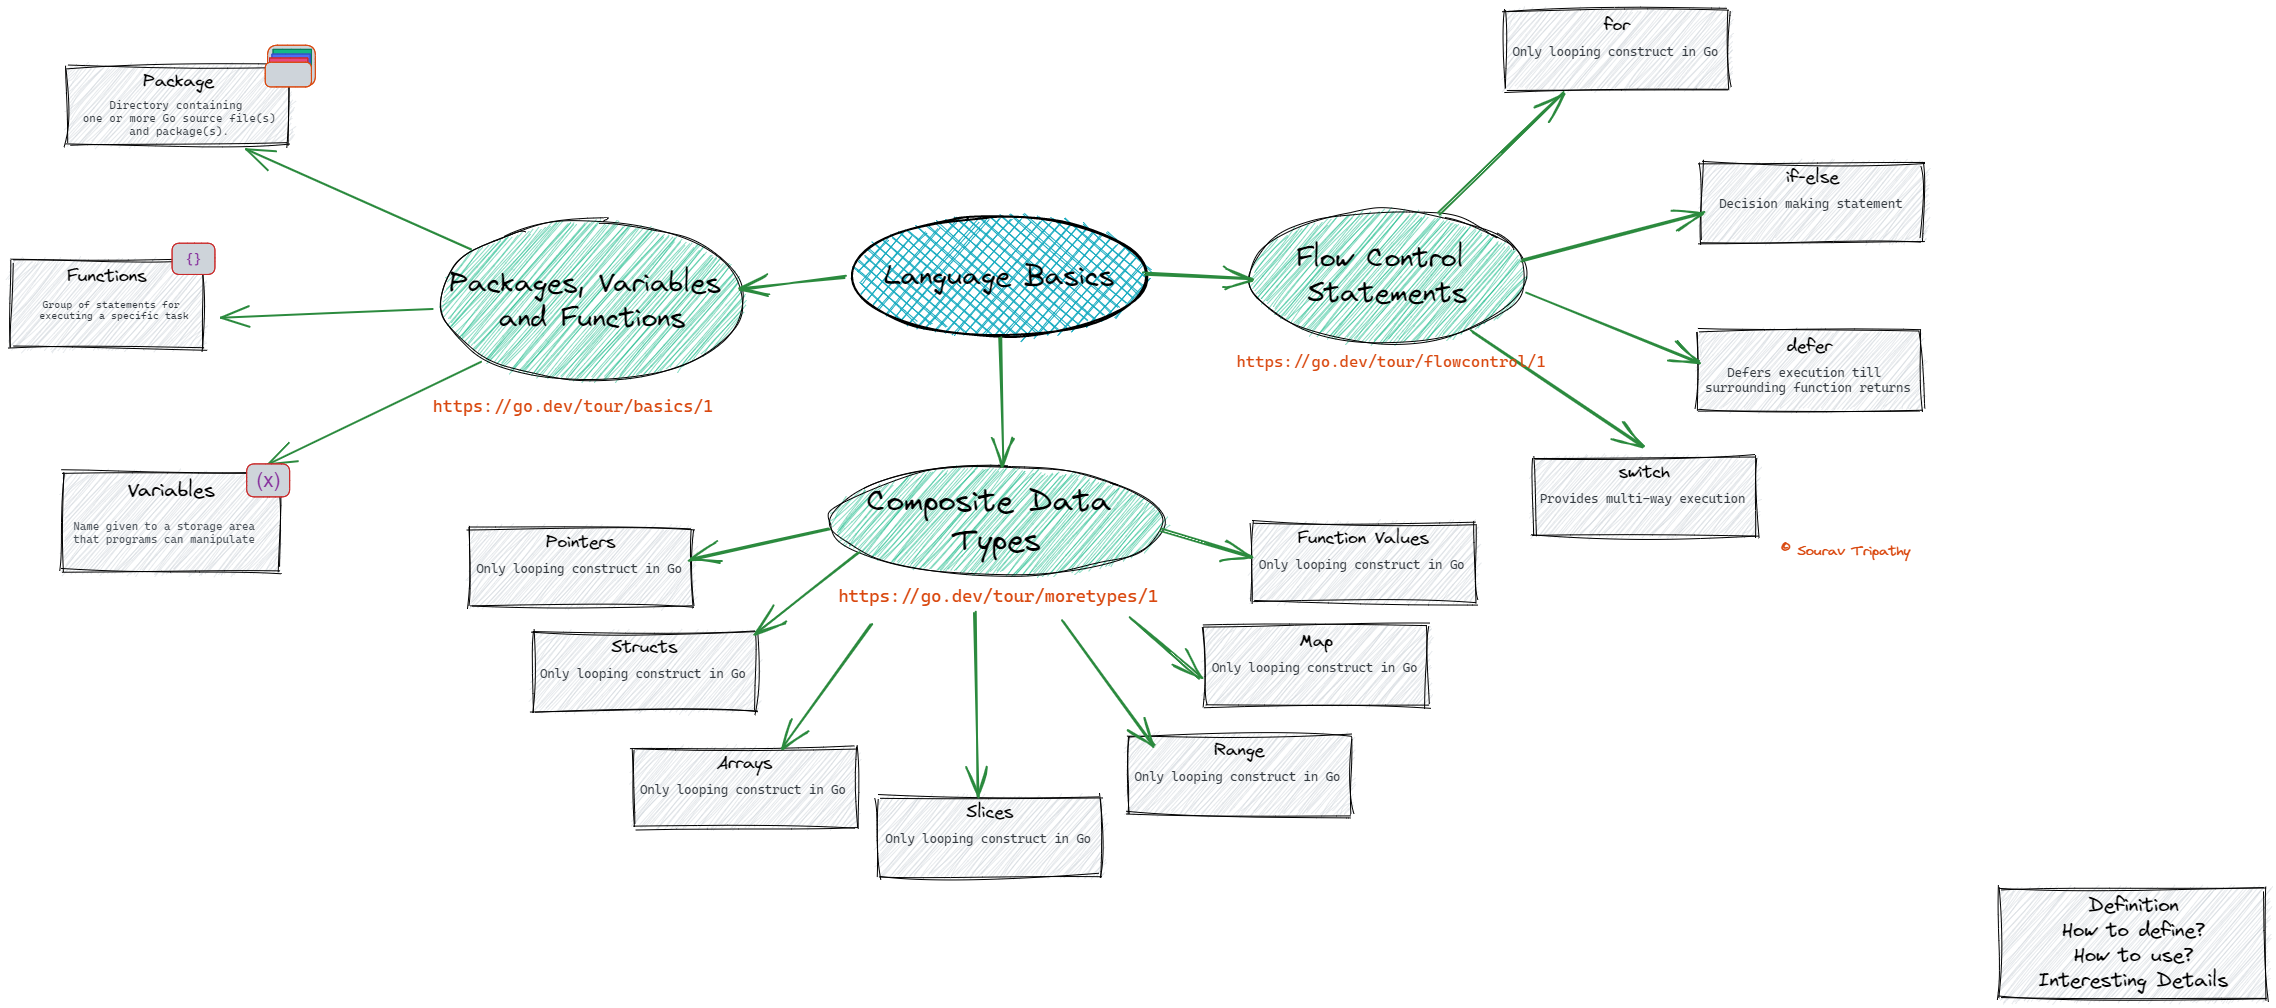 for
Only looping construct in Go
Package
Directory containing
one or more Go source file(s)
and package(s).
if-else
Decision making statement
{}
Functions
Group of statements for
executing a specific task
Packages, Variables
and Functions
https://go.dev/tour/basics/1
Language Basics
Flow Control
Statements
https://go.dev/tour/flowcontrol/1
defer
Defers execution till
surrounding function returns
(x)
Variables
Name given to a storage area
that programs can manipulate
switch
Provides multi-way execution
© Sourav Tripathy
Composite Data
Types
https://go.dev/tour/moretypes/1
Pointers
Only looping construct in Go
Function Values
Only looping construct in Go
Structs
Only looping construct in Go
Map
Only looping construct in Go
Arrays
Only looping construct in Go
Range
Only looping construct in Go
Slices
Only looping construct in Go
Definition
How to define?
How to use?
Interesting Details